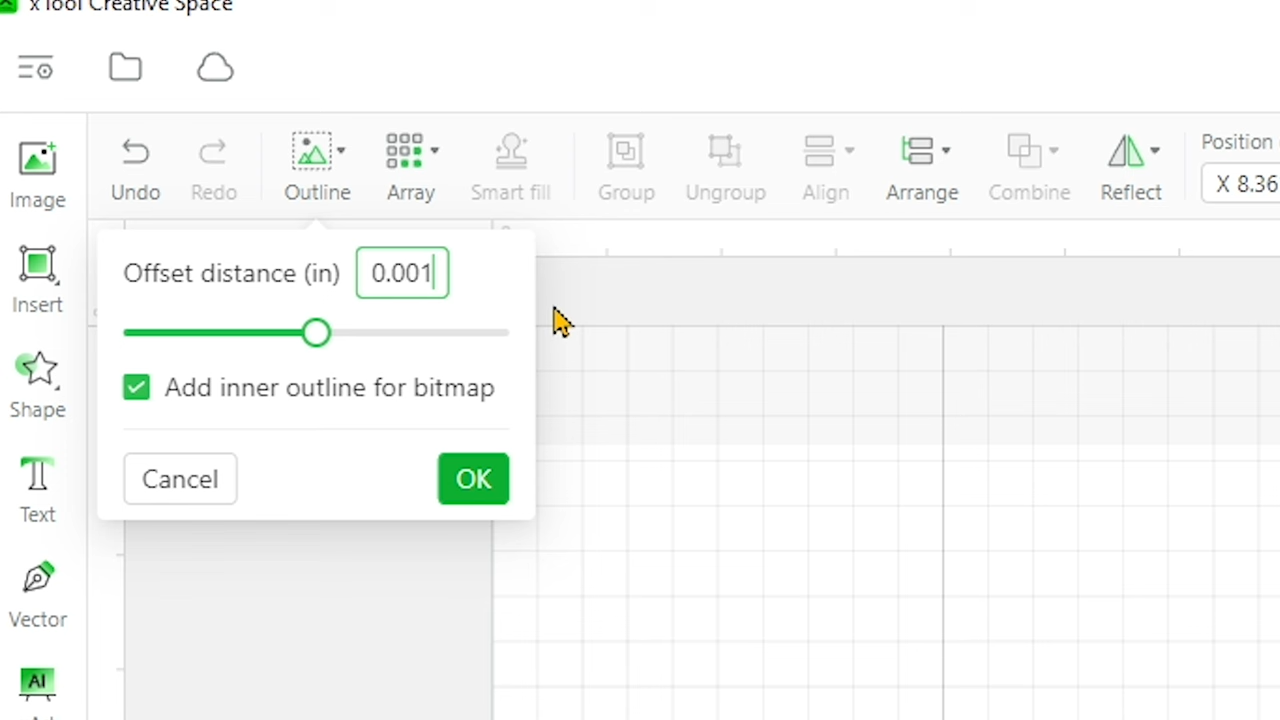 xTool Creative Space
Undo Redo Outline Array Smart fill Group Ungroup Align Arrange Combine Reflect
Position
X 8.36
Image
Insert
Shape
Text
Vector
AI
Offset distance (in) 0.001
Add inner outline for bitmap
Cancel OK